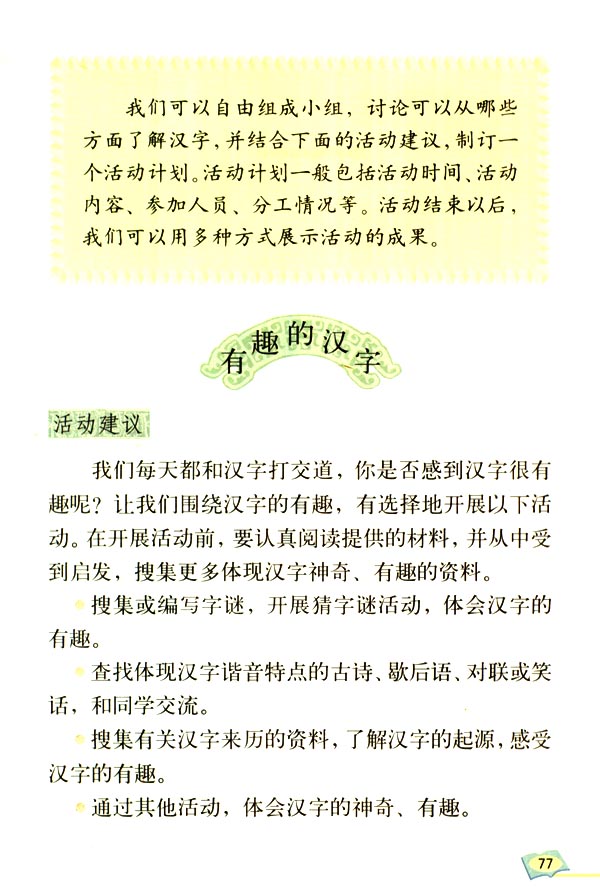 我们可以自由组成小组，讨论可以从哪些
方面了解汉字，并结合下面的活动建议，制订一
个活动计划。活动计划一般包括活动时间、活动
内容、参加人员、分工情况等。活动结束以后，
我们可以用多种方式展示活动的成果。
有趣的汉字
活动建议
我们每天都和汉字打交道，你是否感到汉字很有
趣呢？让我们围绕汉字的有趣，有选择地开展以下活
动。在开展活动前，要认真阅读提供的材料，并从中受
到启发，搜集更多体现汉字神奇、有趣的资料。
搜集或编写字谜，开展猜字谜活动，体会汉字的
有趣。
查找体现汉字谐音特点的古诗、歇后语、对联或笑
话，和同学交流。
搜集有关汉字来历的资料，了解汉字的起源，感受
汉字的有趣。
通过其他活动，体会汉字的神奇、有趣。
77